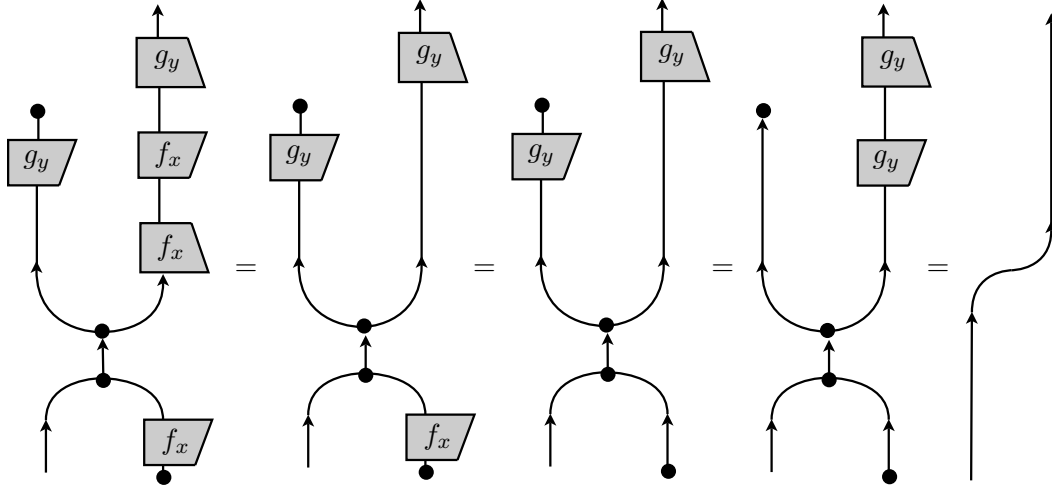 g_y g_y g_y g_y
g_y f_x g_y g_y g_y
f_x = = = =
f_x f_x